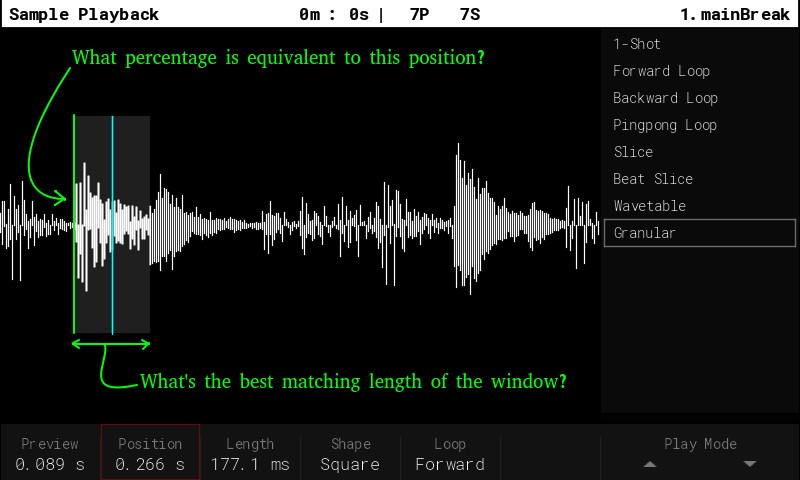 Sample Playback 0m : 0s | 7P 7S 1.mainBreak
What percentage is equivalent to this position?
1-Shot
Forward Loop
Backward Loop
Pingpong Loop
Slice
Beat Slice
Wavetable
Granular
What's the best matching length of the window?
Preview Position Length Shape Loop Play Mode
0.089 s 0.266 s 177.1 ms Square Forward